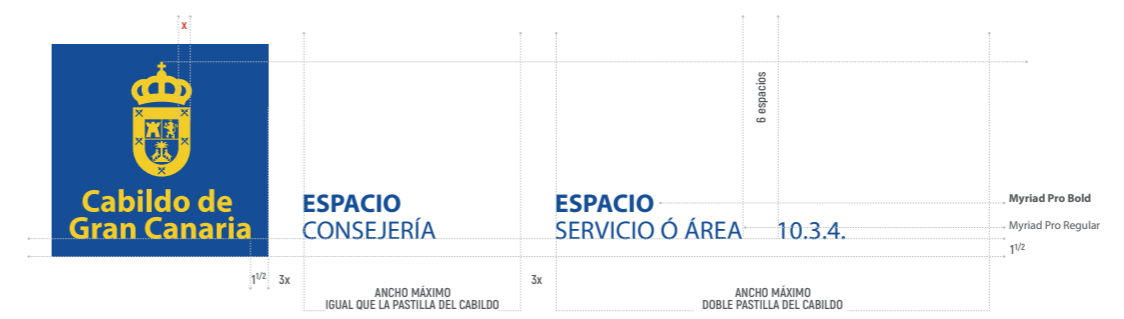 x
6 espacios
Cabildo de
Gran Canaria
ESPACIO
CONSEJERÍA
ESPACIO
SERVICIO Ó ÁREA 10.3.4.
Myriad Pro Bold
Myriad Pro Regular
1 1/2
1 1/2
3x
3x
ANCHO MÁXIMO
IGUAL QUE LA PASTILLA DEL CABILDO
ANCHO MÁXIMO
DOBLE PASTILLA DEL CABILDO